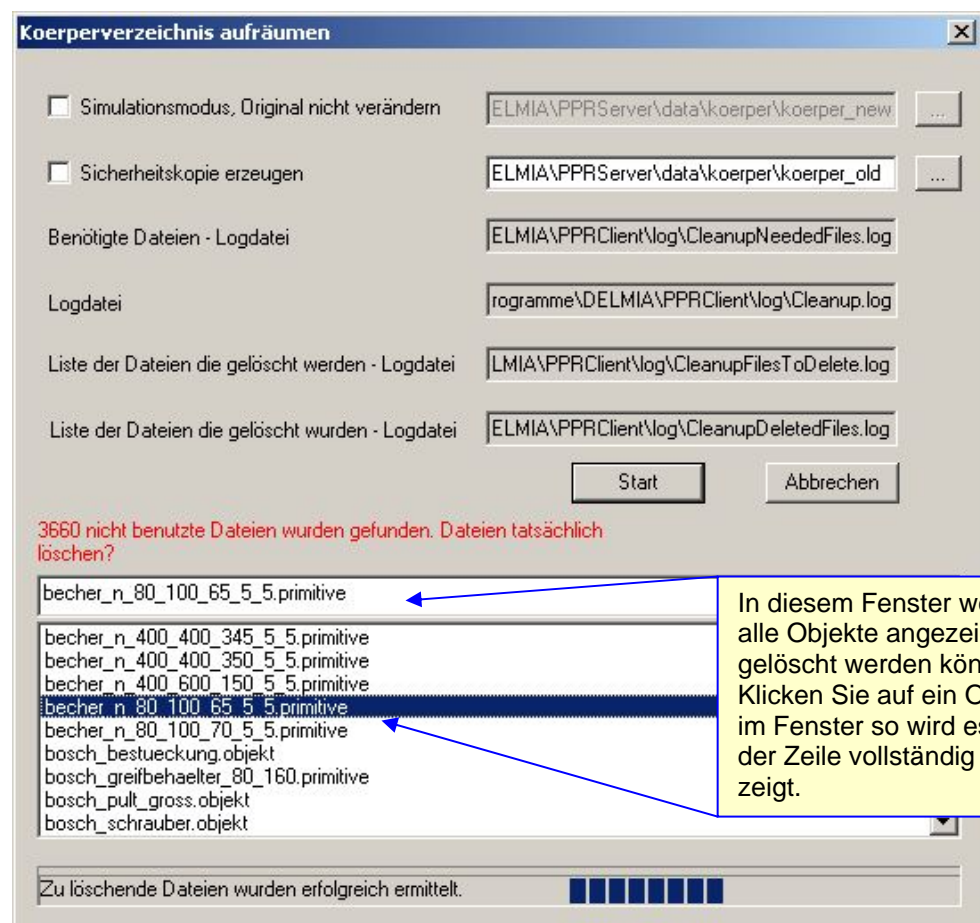 Koerperverzeichnis aufräumen
Simulationsmodus, Original nicht verändern
ELMIA\PPRServer\data\koerper\koerper_new
...
Sicherheitskopie erzeugen
ELMIA\PPRServer\data\koerper\koerper_old
...
Benötigte Dateien - Logdatei
ELMIA\PPRClient\log\CleanupNeededFiles.log
Logdatei
rogramme\DELMIA\PPRClient\log\Cleanup.log
Liste der Dateien die gelöscht werden - Logdatei
LMIA\PPRClient\log\CleanupFilesToDelete.log
Liste der Dateien die gelöscht wurden - Logdatei
ELMIA\PPRClient\log\CleanupDeletedFiles.log
Start
Abbrechen
3660 nicht benutzte Dateien wurden gefunden. Dateien tatsächlich
löschen?
becher_n_80_100_65_5_5.primitive
becher_n_400_400_345_5_5.primitive
becher_n_400_400_350_5_5.primitive
becher_n_400_600_150_5_5.primitive
becher_n_80_100_65_5_5.primitive
becher_n_80_100_70_5_5.primitive
bosch_bestueckung.objekt
bosch_greifbehaelter_80_160.primitive
bosch_pult_gross.objekt
bosch_schrauber.objekt
In diesem Fenster we
alle Objekte angezei
gelöscht werden kön
Klicken Sie auf ein
im Fenster so wird es
der Zeile vollständig
zeigt.
Zu löschende Dateien wurden erfolgreich ermittelt.